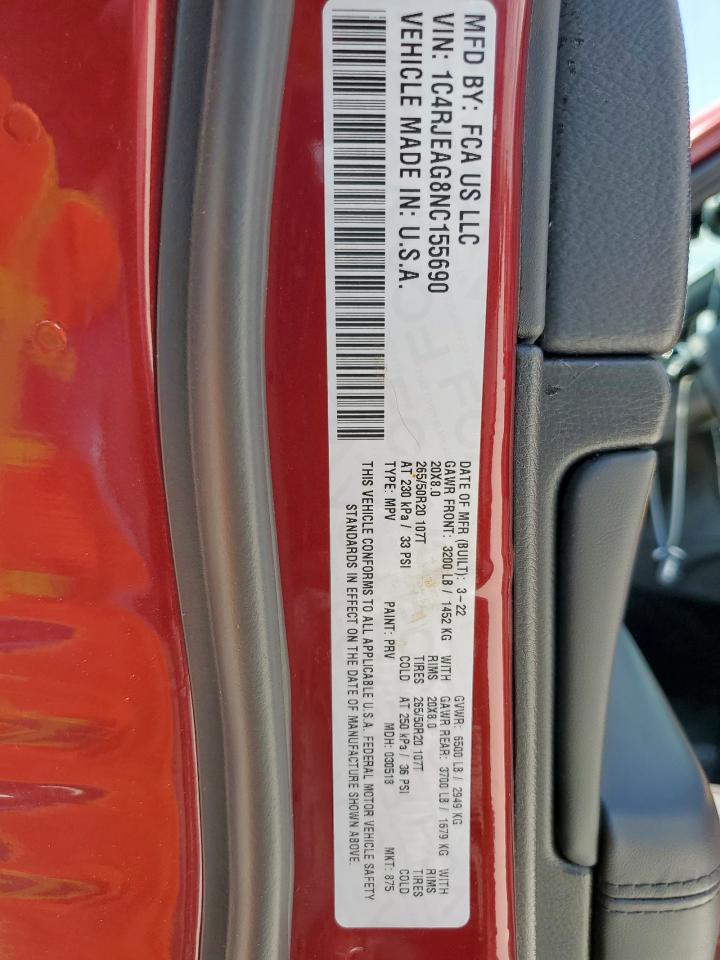 MFD BY: FCA US LLC
VIN: 1C4RJEAG8NC155690
VEHICLE MADE IN: U.S.A.
DATE OF MFR (BUILT): 3-22 GVWR: 6500 LB / 2949 KG
GAWR FRONT: 3200 LB / 1452 KG WITH GAWR REAR: 3700 LB / 1679 KG WITH
20X8.0 RIMS 20X8.0 RIMS
265/50R20 107T TIRES 265/50R20 107T TIRES
AT 230 kPa / 33 PSI COLD AT 250 kPa / 36 PSI COLD
TYPE: MPV PAINT: PRV MDH: 030518 MKT: 875
THIS VEHICLE CONFORMS TO ALL APPLICABLE U.S.A. FEDERAL MOTOR VEHICLE SAFETY
STANDARDS IN EFFECT ON THE DATE OF MANUFACTURE SHOWN ABOVE.